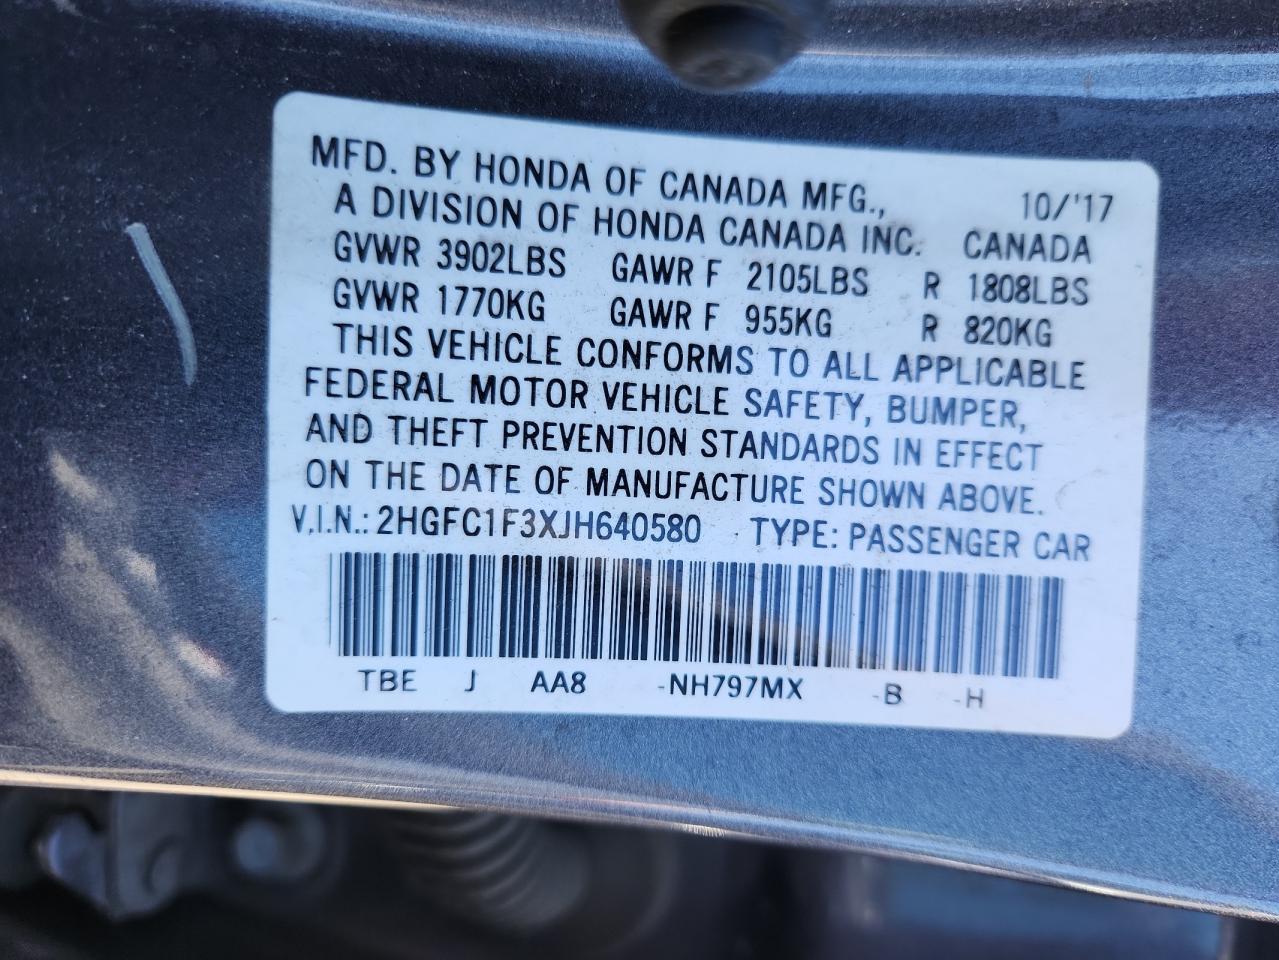 MFD. BY HONDA OF CANADA MFG., 10/'17
A DIVISION OF HONDA CANADA INC. CANADA
GVWR 3902LBS GAWR F 2105LBS R 1808LBS
GVWR 1770KG GAWR F 955KG R 820KG
THIS VEHICLE CONFORMS TO ALL APPLICABLE
FEDERAL MOTOR VEHICLE SAFETY, BUMPER,
AND THEFT PREVENTION STANDARDS IN EFFECT
ON THE DATE OF MANUFACTURE SHOWN ABOVE.
V.I.N.: 2HGFC1F3XJH640580 TYPE: PASSENGER CAR
TBE J AA8 -NH797MX -B -H